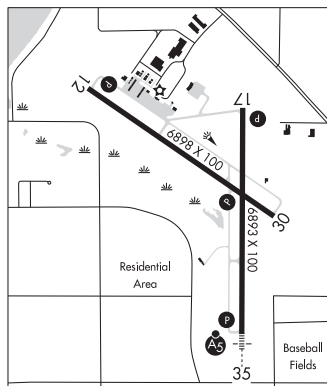 12
P
17
P
6898 X 100
P
30
6893 X 100
Residential
Area
P
A5
35
Baseball
Fields